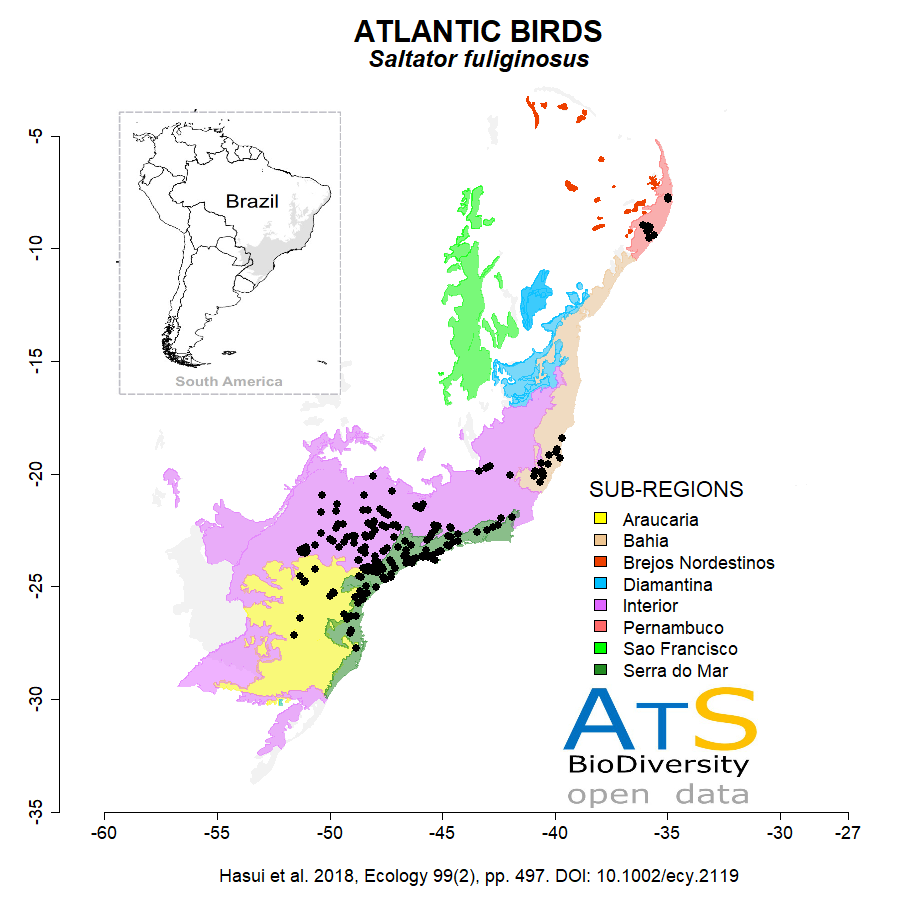 ATLANTIC BIRDS
Saltator fuliginosus
Brazil
South America
-5
-10
-15
-20
-25
-30
-35
-60
-55
-50
-45
-40
-35
-30
-27
SUB-REGIONS
Araucaria
Bahia
Brejos Nordestinos
Diamantina
Interior
Pernambuco
Sao Francisco
Serra do Mar
ATS
BioDiversity
open data
Hasui et al. 2018, Ecology 99(2), pp. 497. DOI: 10.1002/ecy.2119